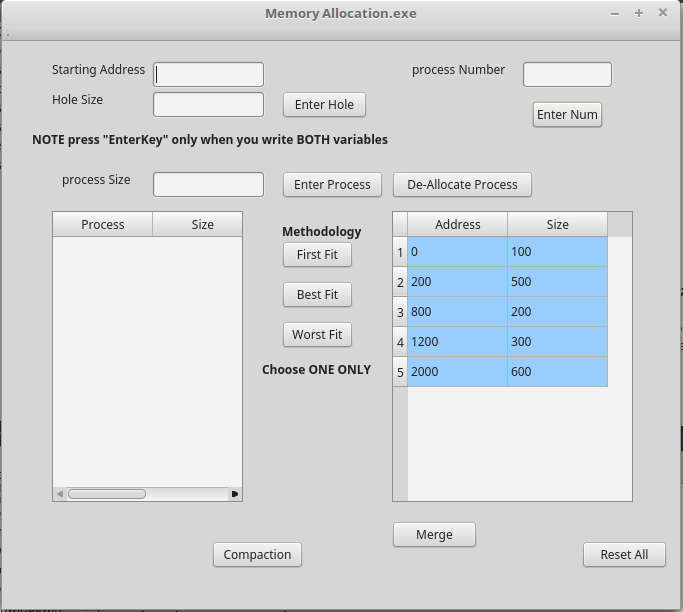 Memory Allocation.exe
Starting Address
process Number
Hole Size
Enter Hole
Enter Num
NOTE press "EnterKey" only when you write BOTH variables
process Size
Enter Process
De-Allocate Process
Process Size
Methodology
First Fit
Best Fit
Worst Fit
Choose ONE ONLY
Address Size
1 0 100
2 200 500
3 800 200
4 1200 300
5 2000 600
Merge
Compaction
Reset All